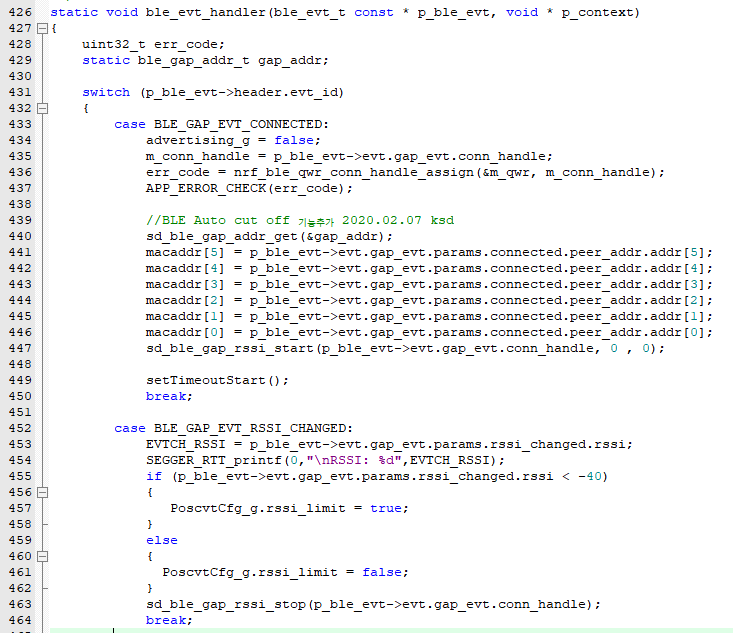 426 static void ble_evt_handler(ble_evt_t const * p_ble_evt, void * p_context)
427 {
428 uint32_t err_code;
429 static ble_gap_addr_t gap_addr;
430
431 switch (p_ble_evt->header.evt_id)
432 {
433 case BLE_GAP_EVT_CONNECTED:
434 advertising_g = false;
435 m_conn_handle = p_ble_evt->evt.gap_evt.conn_handle;
436 err_code = nrf_ble_qwr_conn_handle_assign(&m_qwr, m_conn_handle);
437 APP_ERROR_CHECK(err_code);
438
439 //BLE Auto cut off 기능추가 2020.02.07 ksd
440 sd_ble_gap_addr_get(&gap_addr);
441 macaddr[5] = p_ble_evt->evt.gap_evt.params.connected.peer_addr.addr[5];
442 macaddr[4] = p_ble_evt->evt.gap_evt.params.connected.peer_addr.addr[4];
443 macaddr[3] = p_ble_evt->evt.gap_evt.params.connected.peer_addr.addr[3];
444 macaddr[2] = p_ble_evt->evt.gap_evt.params.connected.peer_addr.addr[2];
445 macaddr[1] = p_ble_evt->evt.gap_evt.params.connected.peer_addr.addr[1];
446 macaddr[0] = p_ble_evt->evt.gap_evt.params.connected.peer_addr.addr[0];
447 sd_ble_gap_rssi_start(p_ble_evt->evt.gap_evt.conn_handle, 0 , 0);
448
449 setTimeoutStart();
450 break;
451
452 case BLE_GAP_EVT_RSSI_CHANGED:
453 EVTCH_RSSI = p_ble_evt->evt.gap_evt.params.rssi_changed.rssi;
454 SEGGER_RTT_printf(0,"\nRSSI: %d",EVTCH_RSSI);
455 if (p_ble_evt->evt.gap_evt.params.rssi_changed.rssi < -40)
456 {
457 PoscvtCfg_g.rssi_limit = true;
458 }
459 else
460 {
461 PoscvtCfg_g.rssi_limit = false;
462 }
463 sd_ble_gap_rssi_stop(p_ble_evt->evt.gap_evt.conn_handle);
464 break;